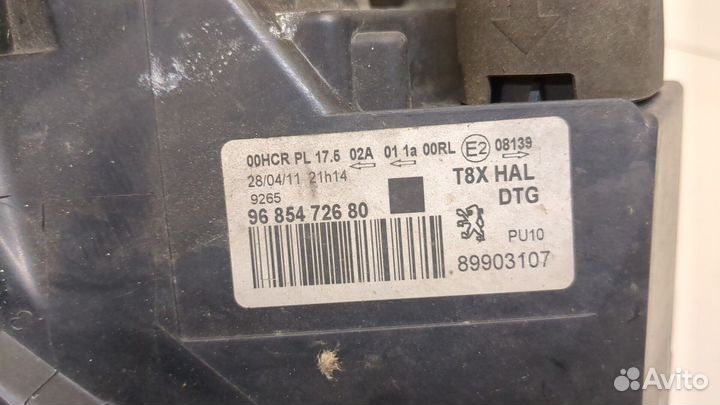 00HCR PL 17.5 02A 01 1a 00RL E2 08139
28/04/11 21h14
9265
96 854 726 80
T8X HAL
DTG
PU10
89903107
Avito